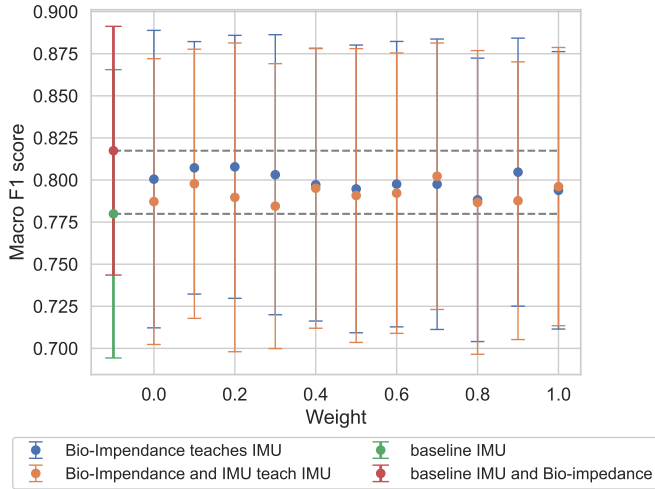 0.900
0.875
0.850
0.825
0.800
0.775
0.750
0.725
0.700
Macro F1 score
0.0 0.2 0.4 0.6 0.8 1.0
Weight
Bio-Impendance teaches IMU
Bio-Impendance and IMU teach IMU
baseline IMU
baseline IMU and Bio-impedance